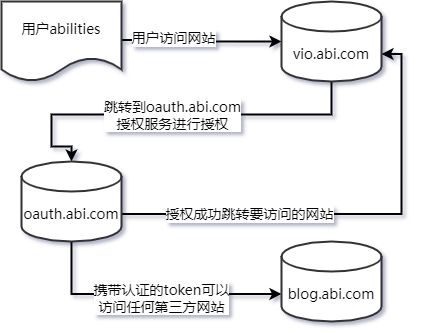 用户abilities
用户访问网站
vio.abi.com
跳转到oauth.abi.com
授权服务进行授权
oauth.abi.com
授权成功跳转要访问的网站
携带认证的token可以
访问任何第三方网站
blog.abi.com